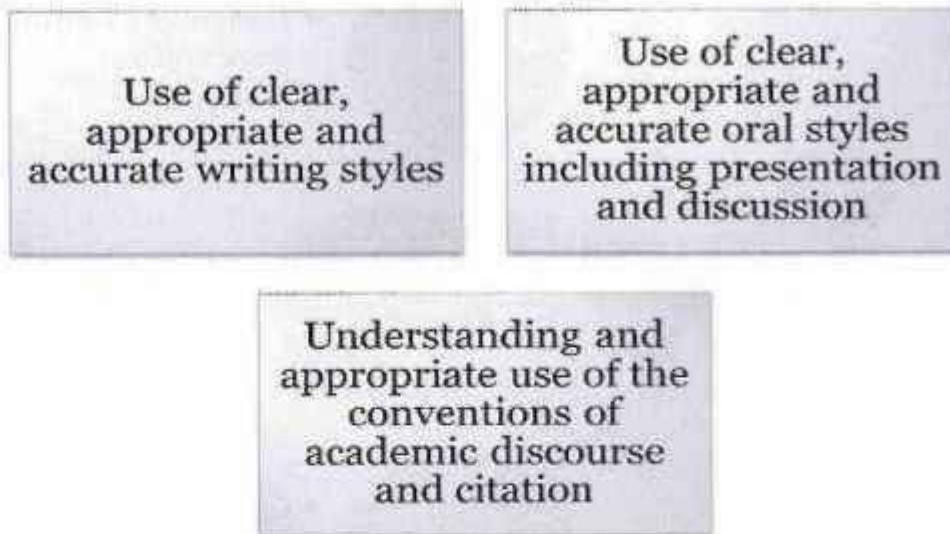 Use of clear,
appropriate and
accurate writing styles
Use of clear,
appropriate and
accurate oral styles
including presentation
and discussion
Understanding and
appropriate use of the
conventions of
academic discourse
and citation